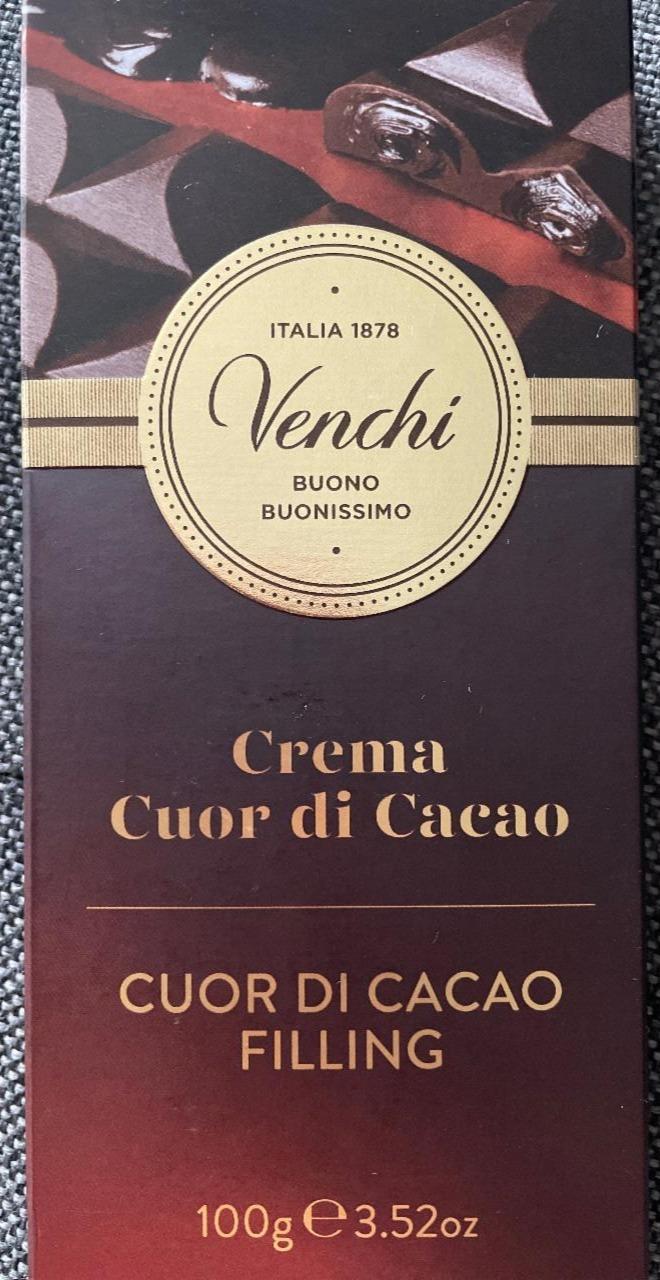 ITALIA 1878
Venchi
BUONO
BUONISSIMO
Crema
Cuor di Cacao
CUOR DI CACAO
FILLING
100g ℮ 3.52oz